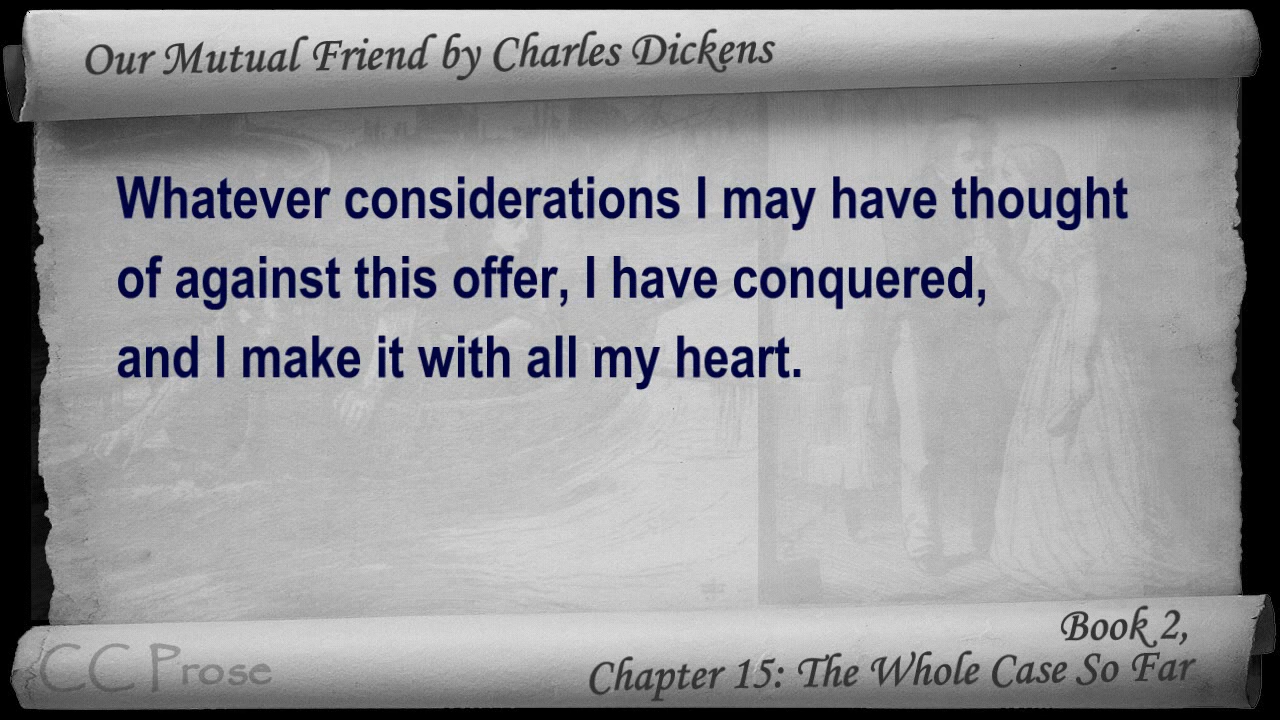 Our Mutual Friend by Charles Dickens
Whatever considerations I may have thought
of against this offer, I have conquered,
and I make it with all my heart.
Book 2,
CC Prose
Chapter 15: The Whole Case So Far